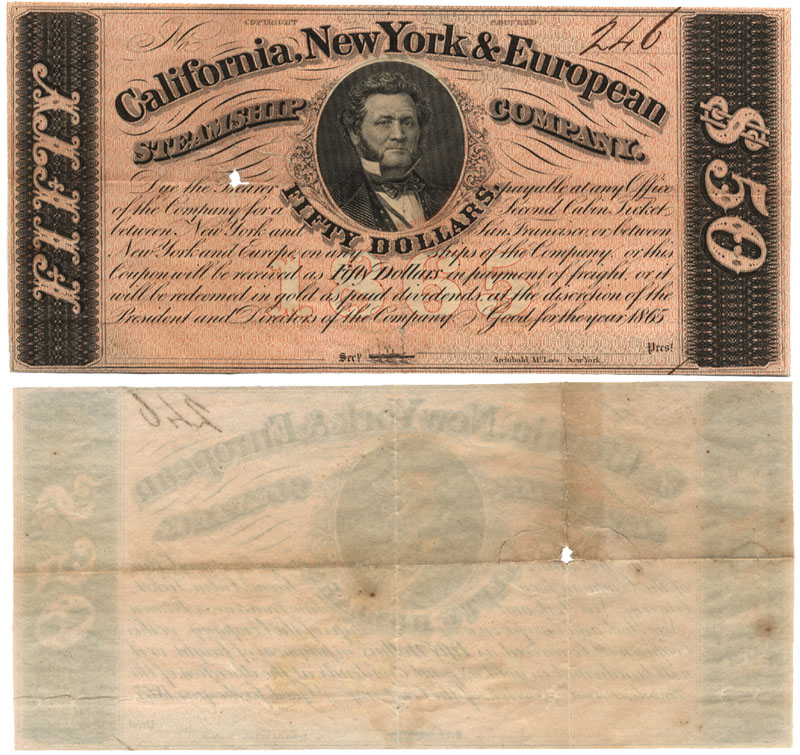 No. COPYRIGHT SECURED 246
California, New York & European
STEAMSHIP COMPANY.
$50
FIFTY DOLLARS,
Due the Bearer payable at any Office
of the Company for a Second Cabin Ticket
between New York and San Francisco or between
New York and Europe on any ships of the Company, or this
Coupon will be received as Fifty Dollars in payment of freight, or it
will be redeemed in gold as paid dividends, at the discretion of the
President and Directors of the Company. Good for the year 1865
1865
Secy. Prest.
Archibald McLees, New York
246